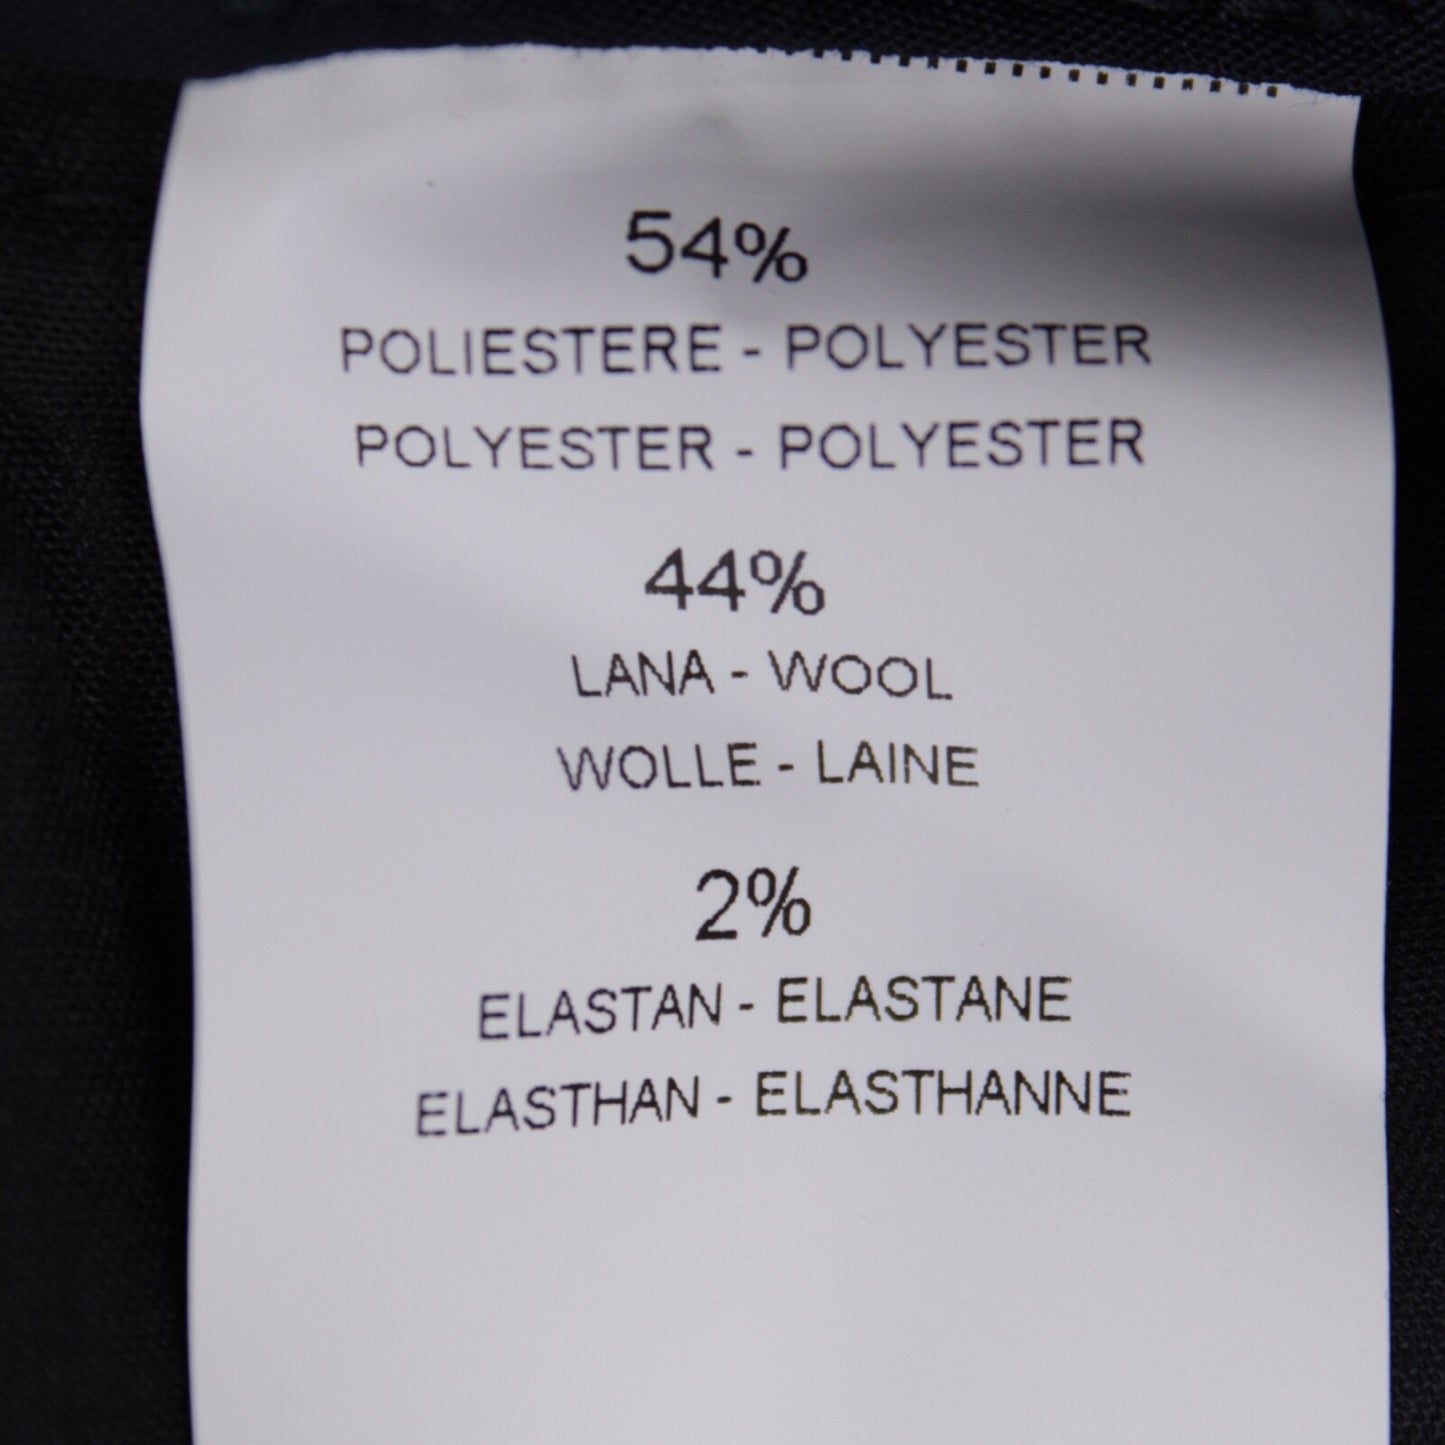 54%
POLIESTERE - POLYESTER
POLYESTER - POLYESTER
44%
LANA - WOOL
WOLLE - LAINE
2%
ELASTAN - ELASTANE
ELASTHAN - ELASTHANNE